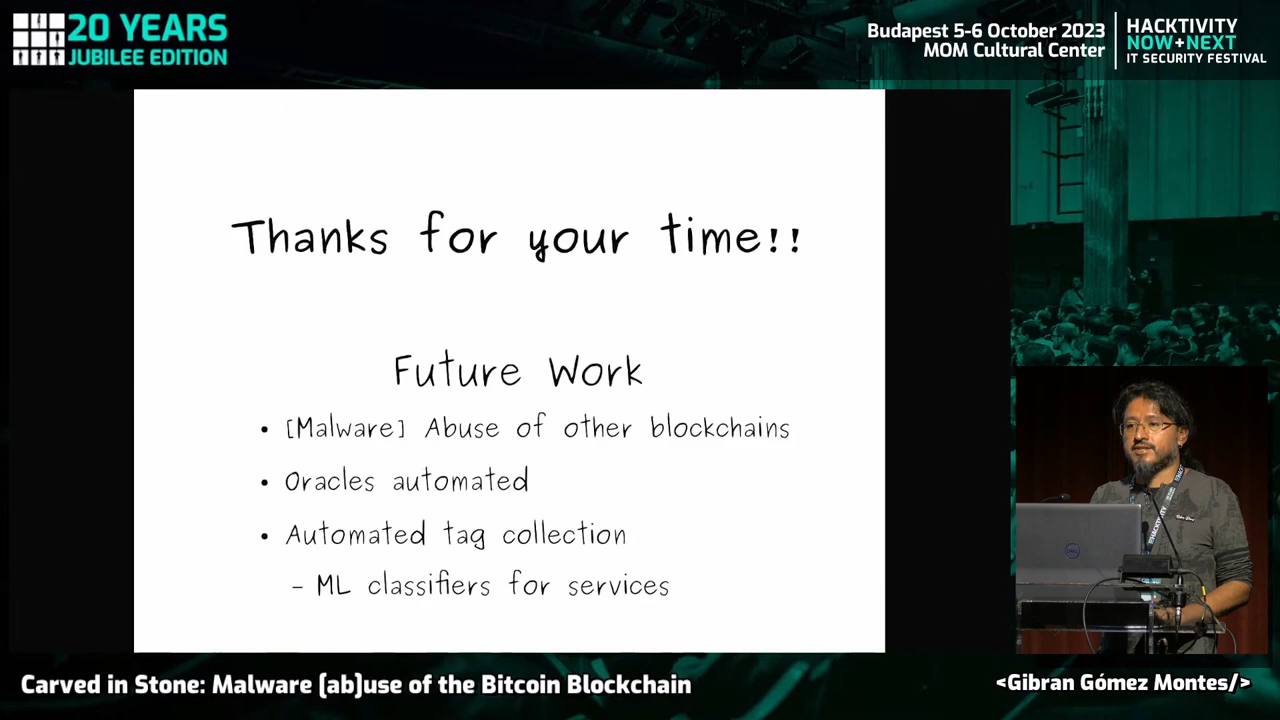 20 YEARS
JUBILEE EDITION
Budapest 5-6 October 2023
MOM Cultural Center
HACKTIVITY
NOW+NEXT
IT SECURITY FESTIVAL
Thanks for your time!!
Future Work
• [Malware] Abuse of other blockchains
• Oracles automated
• Automated tag collection
– ML classifiers for services
DELL
HACKTIVITY
Carved in Stone: Malware [ab]use of the Bitcoin Blockchain
<Gibran Gómez Montes/>